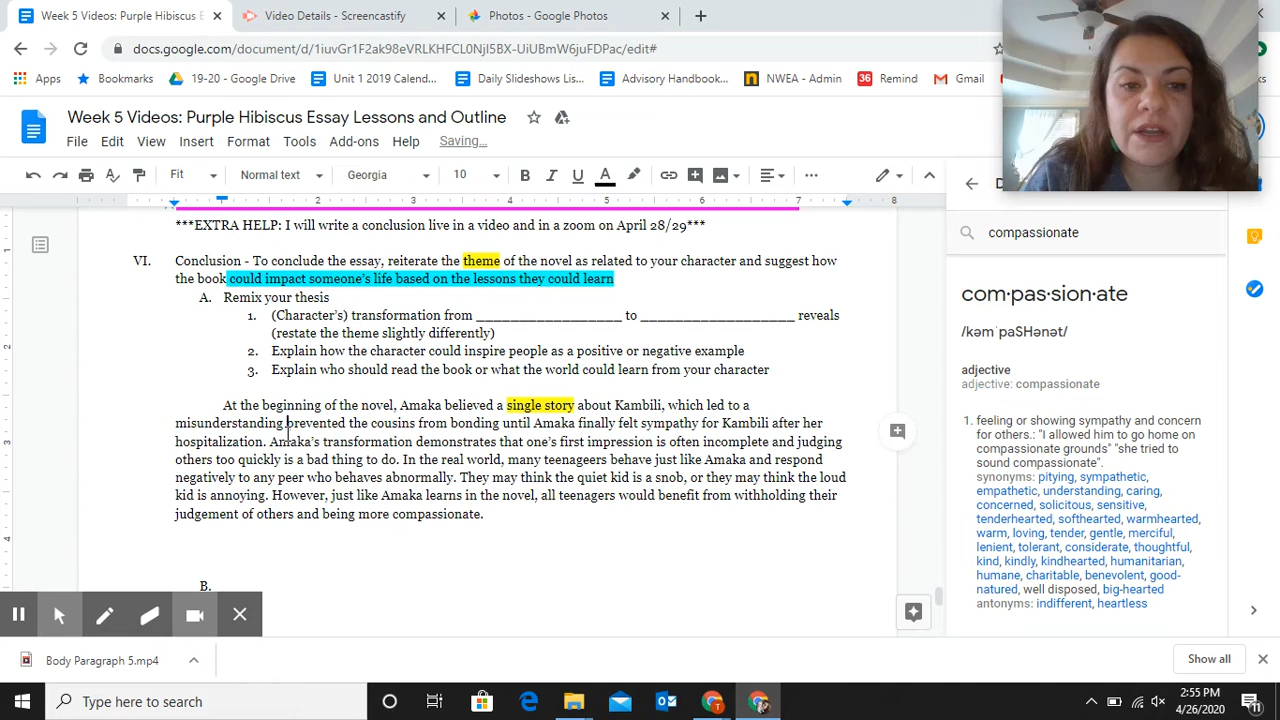 Week 5 Videos: Purple Hibiscus E
Video Details - Screencastify
Photos - Google Photos
docs.google.com/document/d/1iuvGr1F2ak98eVRLKHFCL0NjI5BX-UiUBmW6juFDPac/edit#
Apps Bookmarks 19-20 - Google Drive Unit 1 2019 Calend... Daily Slideshows Lis... Advisory Handbook... NWEA - Admin 36 Remind Gmail
Week 5 Videos: Purple Hibiscus Essay Lessons and Outline
File Edit View Insert Format Tools Add-ons Help Saving...
Fit Normal text Georgia 10 B I U A
2 3 4 5 6 7 8
***EXTRA HELP: I will write a conclusion live in a video and in a zoom on April 28/29***
VI. Conclusion - To conclude the essay, reiterate the theme of the novel as related to your character and suggest how
the book could impact someone's life based on the lessons they could learn
A. Remix your thesis
1. (Character's) transformation from __________________ to ___________________ reveals
(restate the theme slightly differently)
2. Explain how the character could inspire people as a positive or negative example
3. Explain who should read the book or what the world could learn from your character
At the beginning of the novel, Amaka believed a single story about Kambili, which led to a
misunderstanding prevented the cousins from bonding until Amaka finally felt sympathy for Kambili after her
hospitalization. Amaka's transformation demonstrates that one's first impression is often incomplete and judging
others too quickly is a bad thing to do. In the real world, many teenageers behave just like Amaka and respond
negatively to any peer who behaves abnormally. They may think the quiet kid is a snob, or they may think the loud
kid is annoying. However, just like Amaka learns in the novel, all teenagers would benefit from withholding their
judgement of others and being more compassionate.
B.
1
2
3
4
D
compassionate
com·pas·sion·ate
/kəmˈpaSHənət/
adjective
adjective: compassionate
1. feeling or showing sympathy and concern
for others.: "I allowed him to go home on
compassionate grounds" "she tried to
sound compassionate".
synonyms: pitying, sympathetic,
empathetic, understanding, caring,
concerned, solicitous, sensitive,
tenderhearted, softhearted, warmhearted,
warm, loving, tender, gentle, merciful,
lenient, tolerant, considerate, thoughtful,
kind, kindly, kindhearted, humanitarian,
humane, charitable, benevolent, good-
natured, well disposed, big-hearted
antonyms: indifferent, heartless
Body Paragraph 5.mp4
Show all
Type here to search
2:55 PM
4/26/2020
11